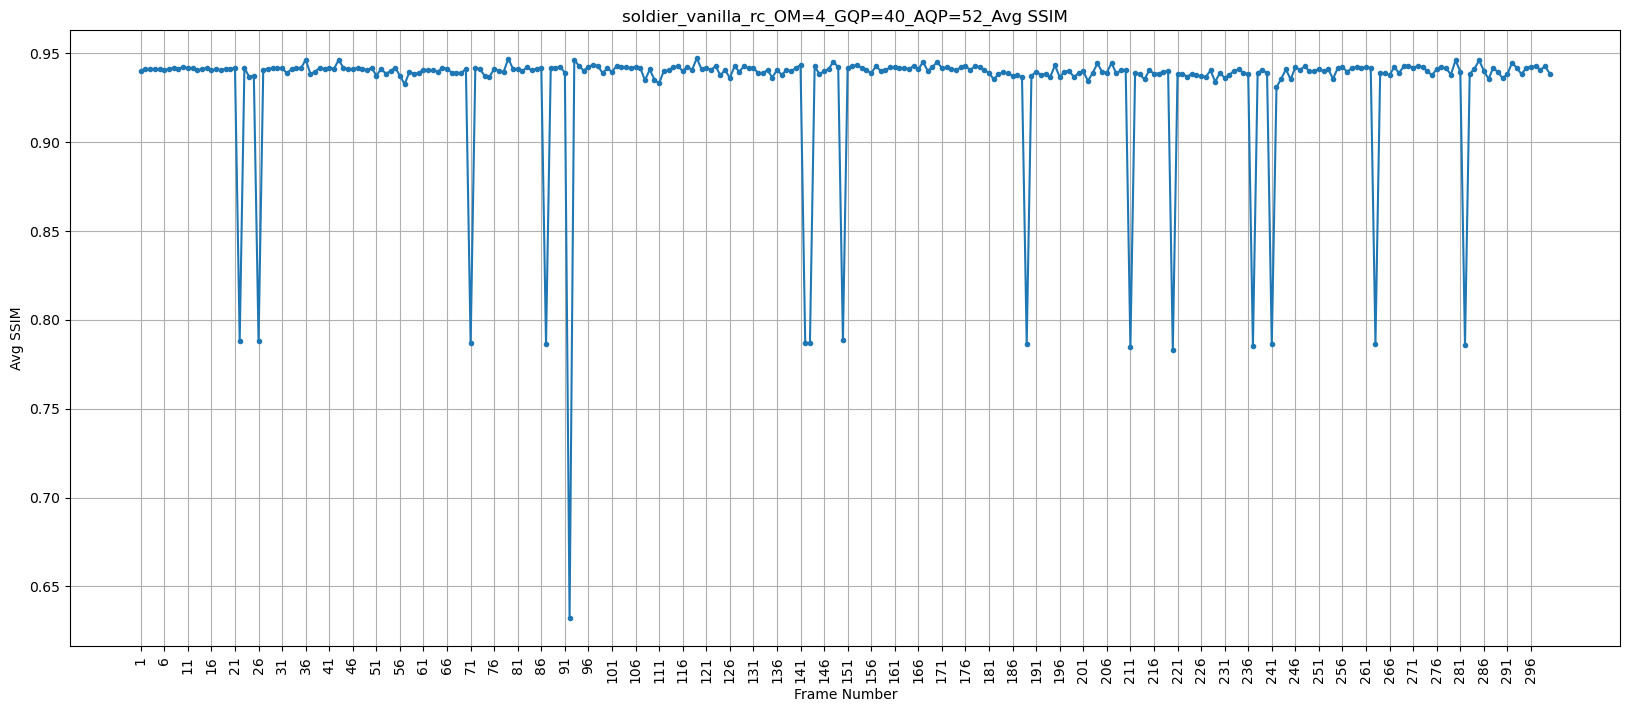 soldier_vanilla_rc_OM=4_GQP=40_AQP=52_Avg SSIM
0.95
0.90
0.85
0.80
0.75
0.70
0.65
Avg SSIM
1 6 11 16 21 26 31 36 41 46 51 56 61 66 71 76 81 86 91 96 101 106 111 116 121 126 131 136 141 146 151 156 161 166 171 176 181 186 191 196 201 206 211 216 221 226 231 236 241 246 251 256 261 266 271 276 281 286 291 296
Frame Number